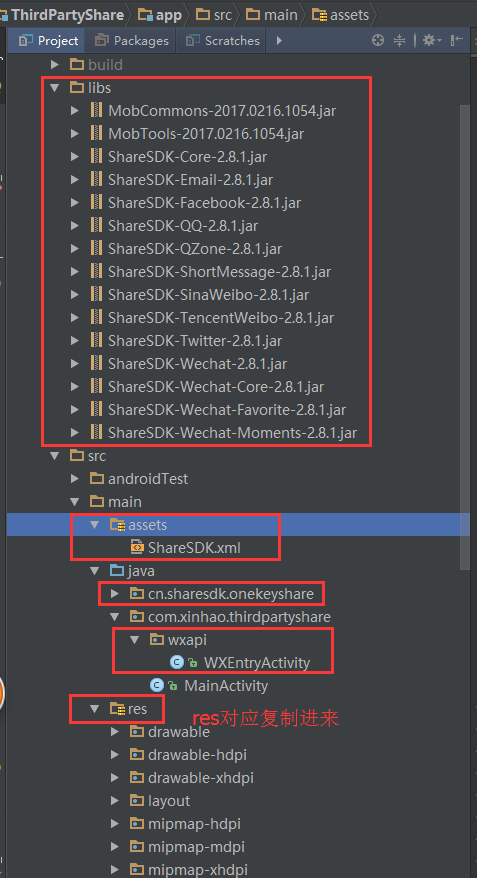 ThirdPartyShare app src main assets
Project Packages Scratches
build
libs
MobCommons-2017.0216.1054.jar
MobTools-2017.0216.1054.jar
ShareSDK-Core-2.8.1.jar
ShareSDK-Email-2.8.1.jar
ShareSDK-Facebook-2.8.1.jar
ShareSDK-QQ-2.8.1.jar
ShareSDK-QZone-2.8.1.jar
ShareSDK-ShortMessage-2.8.1.jar
ShareSDK-SinaWeibo-2.8.1.jar
ShareSDK-TencentWeibo-2.8.1.jar
ShareSDK-Twitter-2.8.1.jar
ShareSDK-Wechat-2.8.1.jar
ShareSDK-Wechat-Core-2.8.1.jar
ShareSDK-Wechat-Favorite-2.8.1.jar
ShareSDK-Wechat-Moments-2.8.1.jar
src
androidTest
main
assets
ShareSDK.xml
java
cn.sharesdk.onekeyshare
com.xinhao.thirdpartyshare
wxapi
WXEntryActivity
MainActivity
res
res对应复制进来
drawable
drawable-hdpi
drawable-xhdpi
layout
mipmap-hdpi
mipmap-mdpi
mipmap-xhdpi